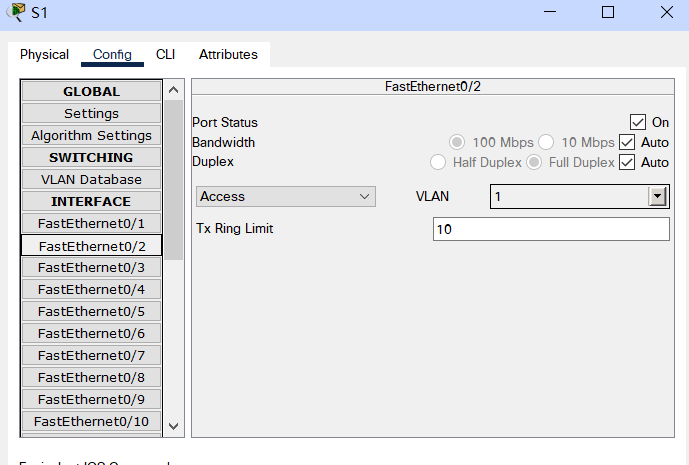 S1
Physical Config CLI Attributes
GLOBAL
Settings
Algorithm Settings
SWITCHING
VLAN Database
INTERFACE
FastEthernet0/1
FastEthernet0/2
FastEthernet0/3
FastEthernet0/4
FastEthernet0/5
FastEthernet0/6
FastEthernet0/7
FastEthernet0/8
FastEthernet0/9
FastEthernet0/10
FastEthernet0/2
Port Status On
Bandwidth 100 Mbps 10 Mbps Auto
Duplex Half Duplex Full Duplex Auto
Access VLAN 1
Tx Ring Limit 10